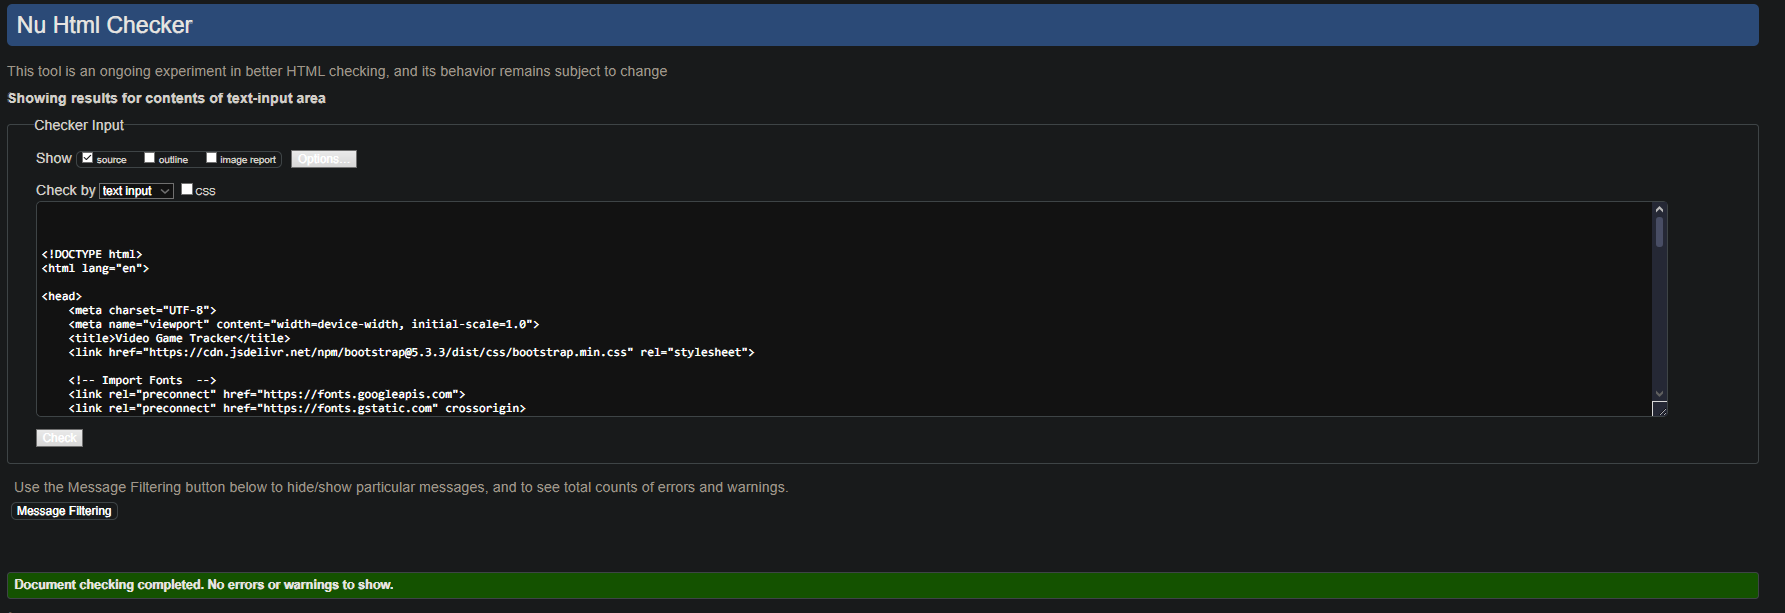 Nu Html Checker
This tool is an ongoing experiment in better HTML checking, and its behavior remains subject to change
Showing results for contents of text-input area
Checker Input
Show source outline image report Options...
Check by text input css
<!DOCTYPE html>
<html lang="en">
<head>
<meta charset="UTF-8">
<meta name="viewport" content="width=device-width, initial-scale=1.0">
<title>Video Game Tracker</title>
<link href="https://cdn.jsdelivr.net/npm/bootstrap@5.3.3/dist/css/bootstrap.min.css" rel="stylesheet">
<!-- Import Fonts  -->
<link rel="preconnect" href="https://fonts.googleapis.com">
<link rel="preconnect" href="https://fonts.gstatic.com" crossorigin>
Check
Use the Message Filtering button below to hide/show particular messages, and to see total counts of errors and warnings.
Message Filtering
Document checking completed. No errors or warnings to show.